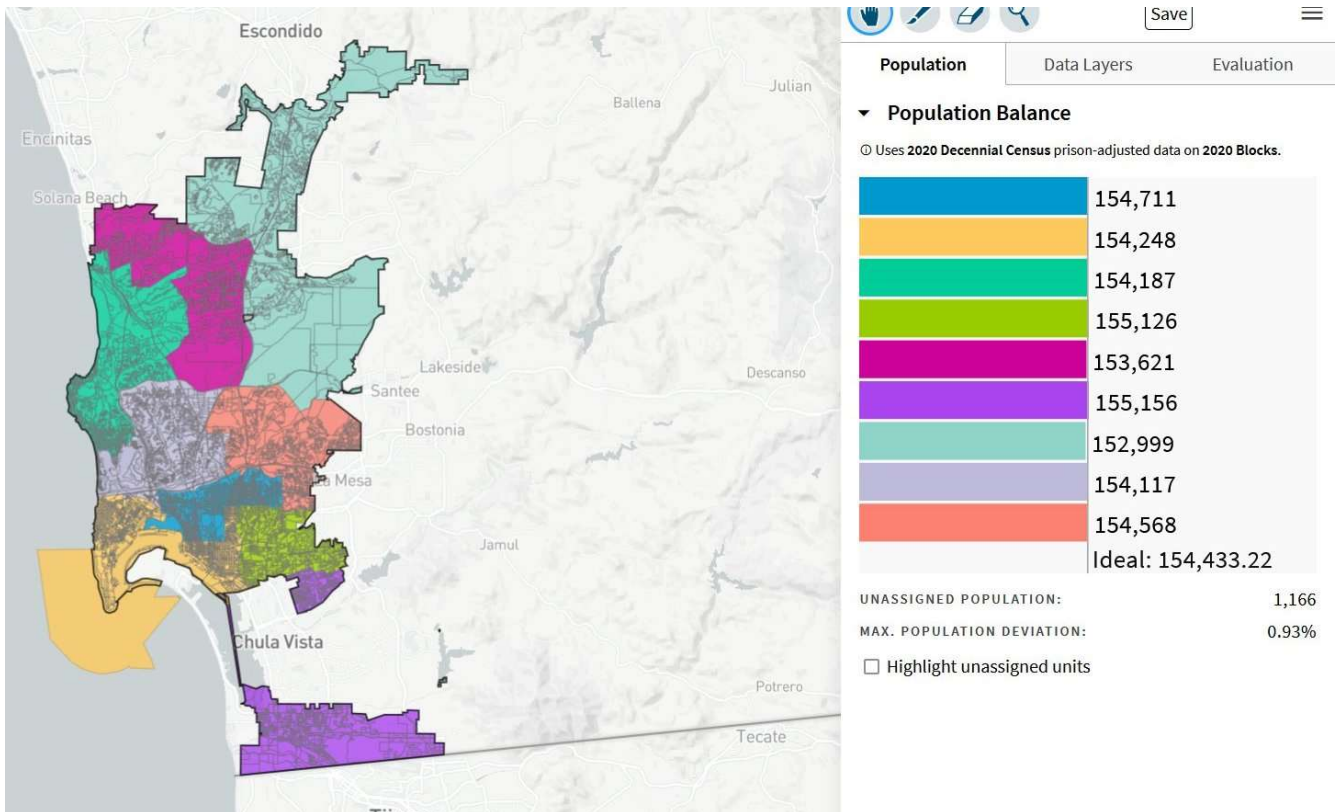 Escondido
Julian
Ballena
Encinitas
Solana Beach
Lakeside
Descanso
Santee
Bostonia
Mesa
Jamul
Chula Vista
Potrero
Tecate
Save
Population
Data Layers
Evaluation
Population Balance
Uses 2020 Decennial Census prison-adjusted data on 2020 Blocks.
154,711
154,248
154,187
155,126
153,621
155,156
152,999
154,117
154,568
Ideal: 154,433.22
UNASSIGNED POPULATION: 1,166
MAX. POPULATION DEVIATION: 0.93%
Highlight unassigned units